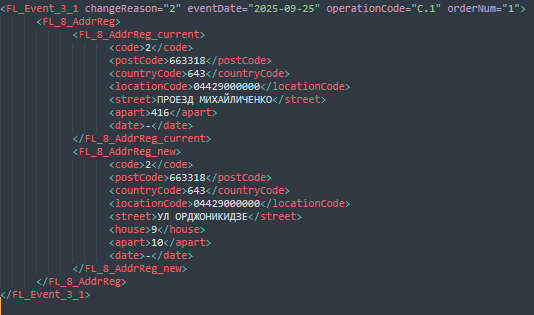 <FL_Event_3_1 changeReason="2" eventDate="2025-09-25" operationCode="C.1" orderNum="1">
<FL_8_AddrReg>
<FL_8_AddrReg_current>
<code>2</code>
<postCode>663318</postCode>
<countryCode>643</countryCode>
<locationCode>04429000000</locationCode>
<street>ПРОЕЗД МИХАЙЛИЧЕНКО</street>
<apart>416</apart>
<date>-</date>
</FL_8_AddrReg_current>
<FL_8_AddrReg_new>
<code>2</code>
<postCode>663318</postCode>
<countryCode>643</countryCode>
<locationCode>04429000000</locationCode>
<street>УЛ ОРДЖОНИКИДЗЕ</street>
<house>9</house>
<apart>10</apart>
<date>-</date>
</FL_8_AddrReg_new>
</FL_8_AddrReg>
</FL_Event_3_1>